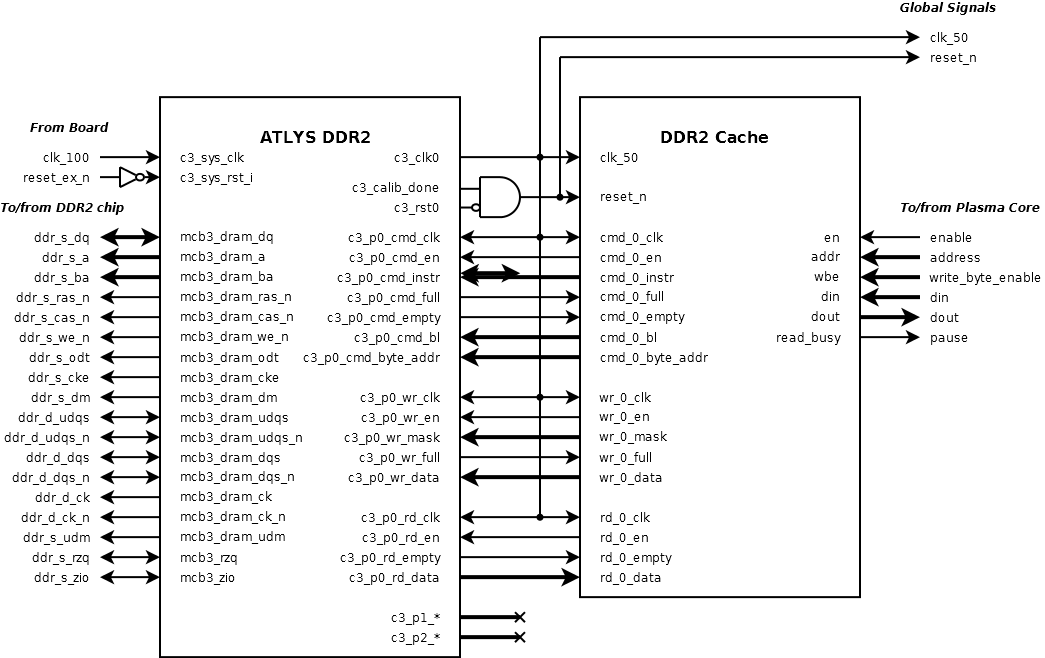 Global Signals
clk_50
reset_n
From Board
clk_100
reset_ex_n
To/from DDR2 chip
ddr_s_dq
ddr_s_a
ddr_s_ba
ddr_s_ras_n
ddr_s_cas_n
ddr_s_we_n
ddr_s_odt
ddr_s_cke
ddr_s_dm
ddr_d_udqs
ddr_d_udqs_n
ddr_d_dqs
ddr_d_dqs_n
ddr_d_ck
ddr_d_ck_n
ddr_s_udm
ddr_s_rzq
ddr_s_zio
ATLYS DDR2
c3_sys_clk
c3_sys_rst_i
mcb3_dram_dq
mcb3_dram_a
mcb3_dram_ba
mcb3_dram_ras_n
mcb3_dram_cas_n
mcb3_dram_we_n
mcb3_dram_odt
mcb3_dram_cke
mcb3_dram_dm
mcb3_dram_udqs
mcb3_dram_udqs_n
mcb3_dram_dqs
mcb3_dram_dqs_n
mcb3_dram_ck
mcb3_dram_ck_n
mcb3_dram_udm
mcb3_rzq
mcb3_zio
c3_clk0
c3_calib_done
c3_rst0
c3_p0_cmd_clk
c3_p0_cmd_en
c3_p0_cmd_instr
c3_p0_cmd_full
c3_p0_cmd_empty
c3_p0_cmd_bl
c3_p0_cmd_byte_addr
c3_p0_wr_clk
c3_p0_wr_en
c3_p0_wr_mask
c3_p0_wr_full
c3_p0_wr_data
c3_p0_rd_clk
c3_p0_rd_en
c3_p0_rd_empty
c3_p0_rd_data
c3_p1_*
c3_p2_*
DDR2 Cache
clk_50
reset_n
cmd_0_clk
cmd_0_en
cmd_0_instr
cmd_0_full
cmd_0_empty
cmd_0_bl
cmd_0_byte_addr
wr_0_clk
wr_0_en
wr_0_mask
wr_0_full
wr_0_data
rd_0_clk
rd_0_en
rd_0_empty
rd_0_data
en
addr
wbe
din
dout
read_busy
To/from Plasma Core
enable
address
write_byte_enable
din
dout
pause